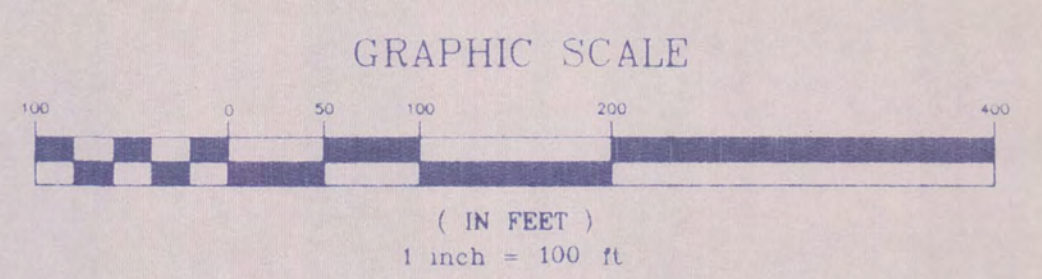 GRAPHIC SCALE
100 0 50 100 200 400
( IN FEET )
1 inch = 100 ft